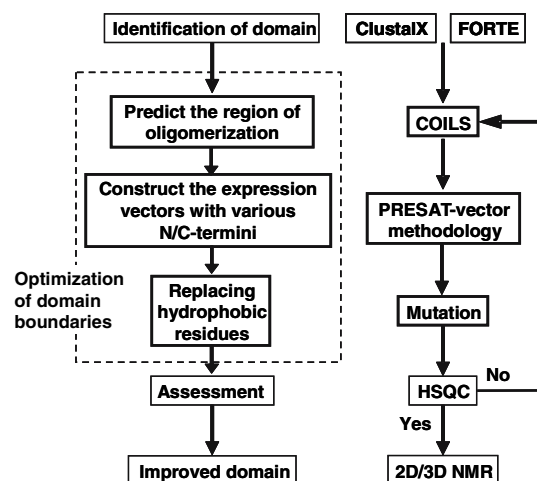 Identification of domain
Predict the region of
oligomerization
Construct the expression
vectors with various
N/C-termini
Optimization
of domain
boundaries
Replacing
hydrophobic
residues
Assessment
Improved domain
ClustalX
FORTE
COILS
PRESAT-vector
methodology
Mutation
HSQC
No
Yes
2D/3D NMR